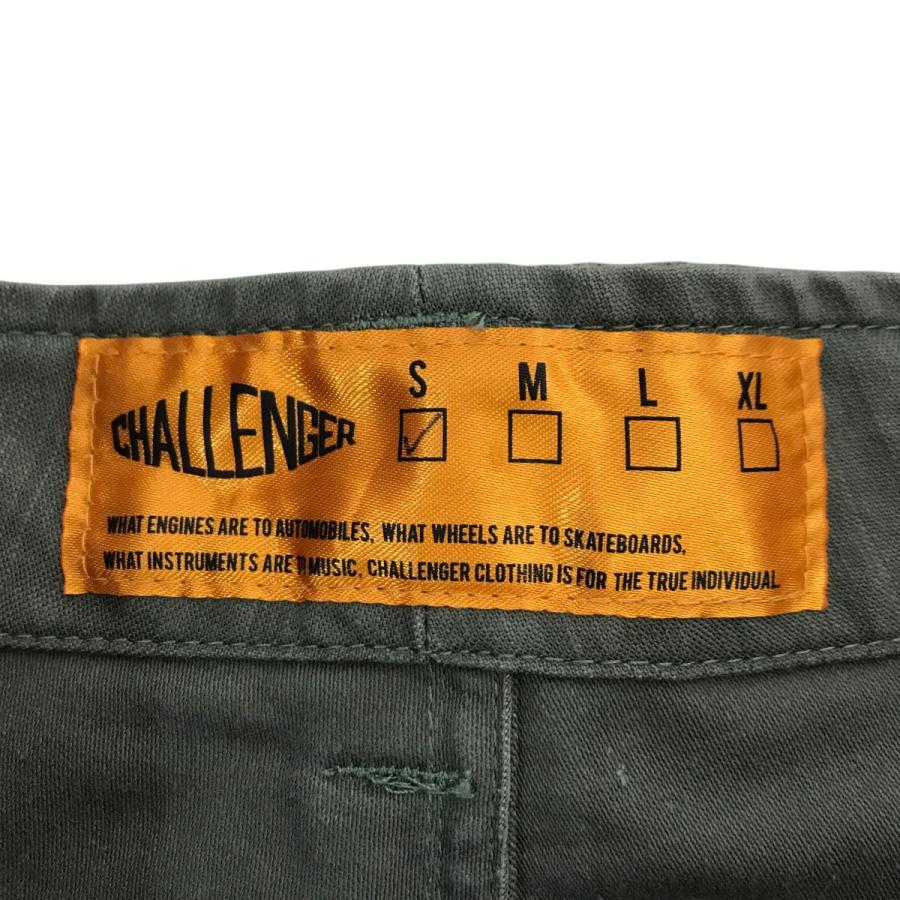 CHALLENGER
S M L XL
WHAT ENGINES ARE TO AUTOMOBILES, WHAT WHEELS ARE TO SKATEBOARDS,
WHAT INSTRUMENTS ARE TO MUSIC, CHALLENGER CLOTHING IS FOR THE TRUE INDIVIDUAL